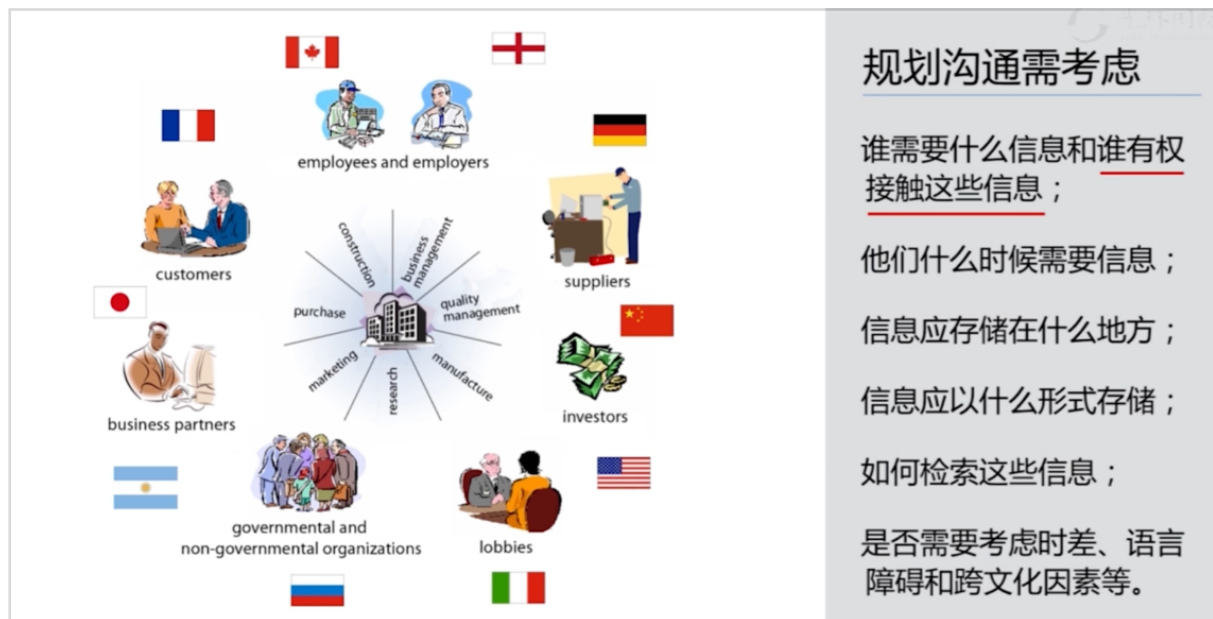 employees and employers
customers
suppliers
construction
business
management
purchase
quality
management
marketing
research
manufacture
business partners
investors
governmental and
non-governmental organizations
lobbies
规划沟通需考虑
谁需要什么信息和谁有权
接触这些信息；
他们什么时候需要信息；
信息应存储在什么地方；
信息应以什么形式存储；
如何检索这些信息；
是否需要考虑时差、语言
障碍和跨文化因素等。